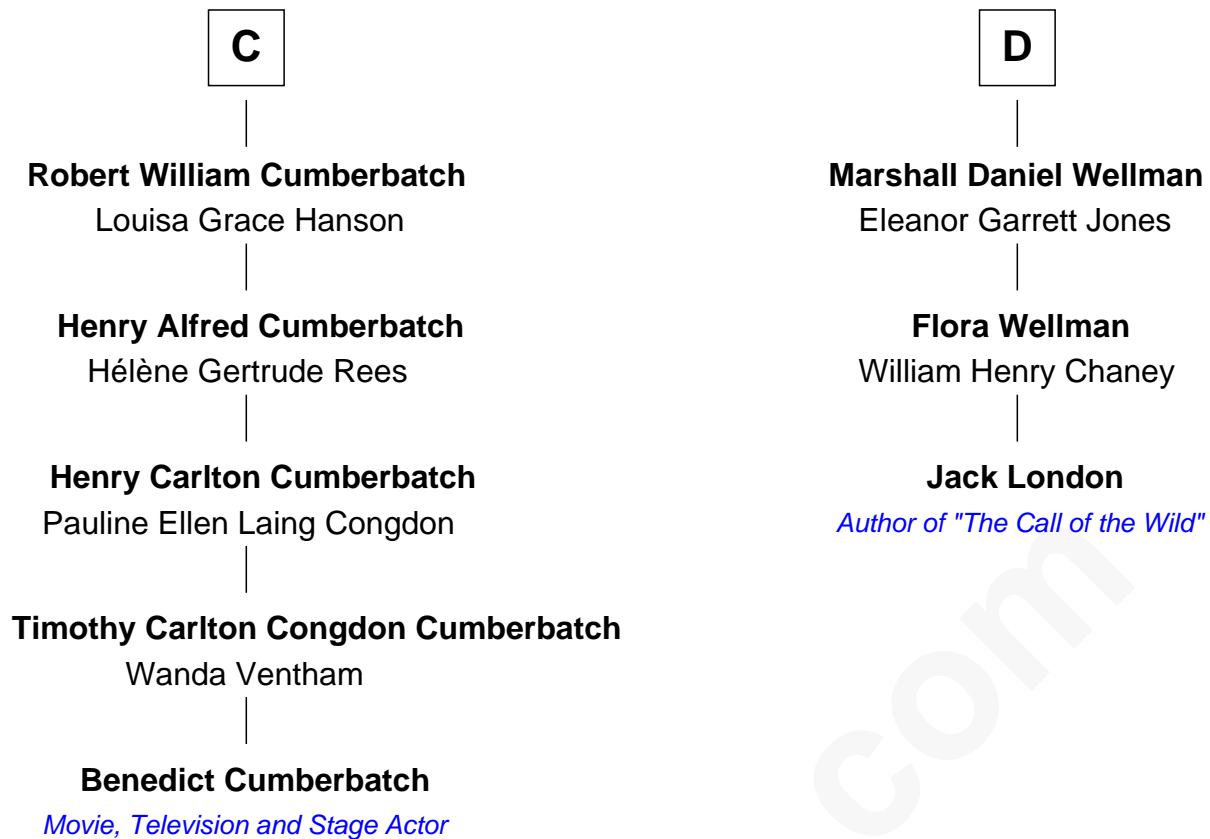 C
Robert William Cumberbatch
Louisa Grace Hanson
Henry Alfred Cumberbatch
Hélène Gertrude Rees
Henry Carlton Cumberbatch
Pauline Ellen Laing Congdon
Timothy Carlton Congdon Cumberbatch
Wanda Ventham
Benedict Cumberbatch
Movie, Television and Stage Actor
D
Marshall Daniel Wellman
Eleanor Garrett Jones
Flora Wellman
William Henry Chaney
Jack London
Author of "The Call of the Wild"
com